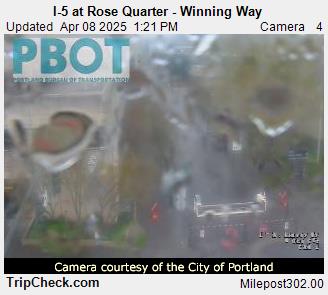 I-5 at Rose Quarter - Winning Way
Updated Apr 08 2025 1:21 PM Camera 4
PBOT
PORTLAND BUREAU OF TRANSPORTATION
Camera courtesy of the City of Portland
TripCheck.com Milepost302.00